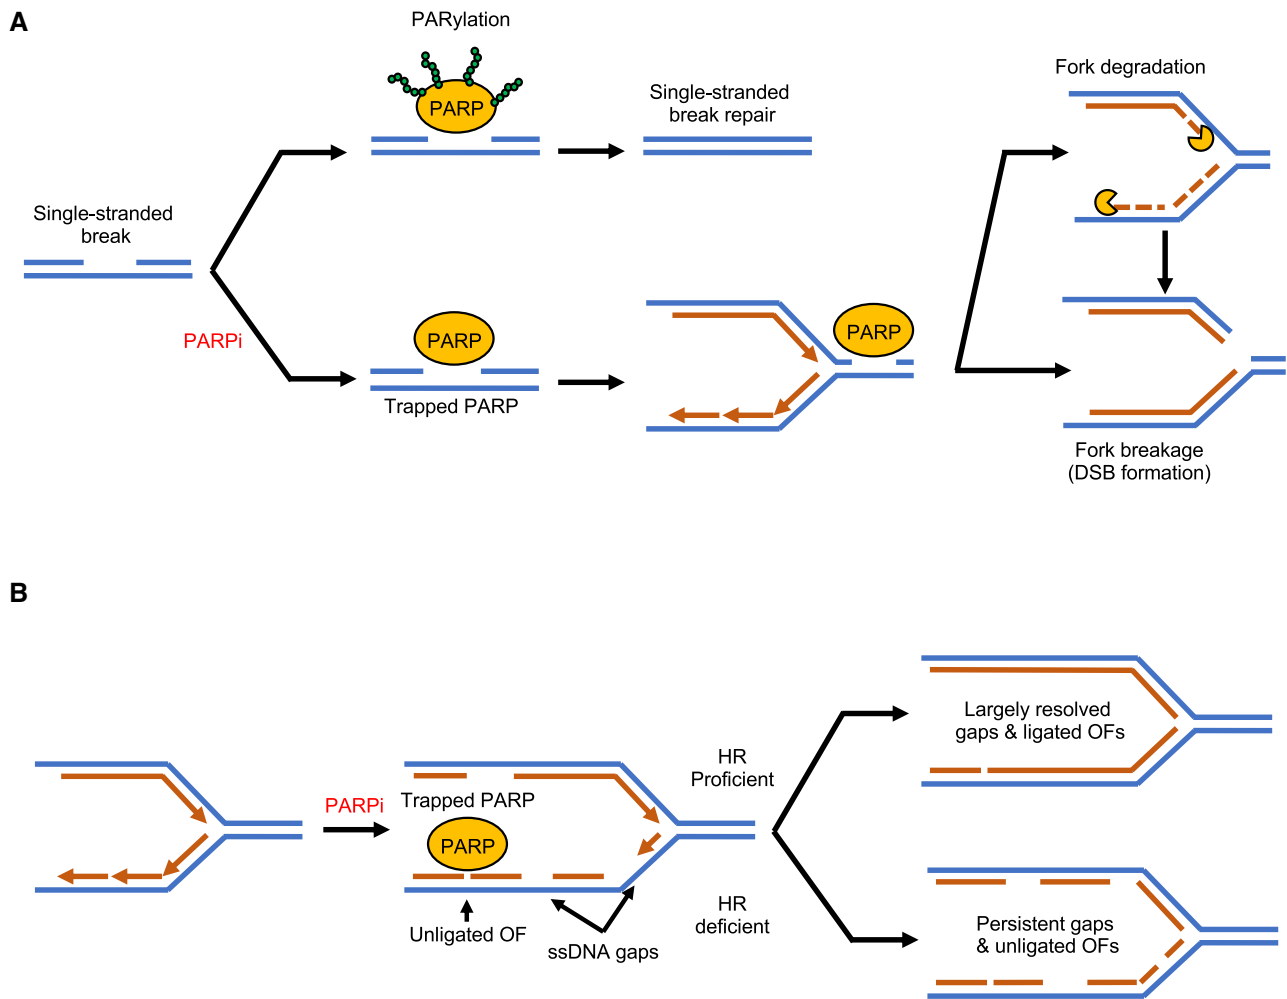 A
PARylation
PARP
Single-stranded
break repair
Fork degradation
Single-stranded
break
PARPi
PARP
Trapped PARP
PARP
Fork breakage
(DSB formation)
B
PARPi
Trapped PARP
PARP
Unligated OF
ssDNA gaps
HR
Proficient
HR
deficient
Largely resolved
gaps & ligated OFs
Persistent gaps
& unligated OFs